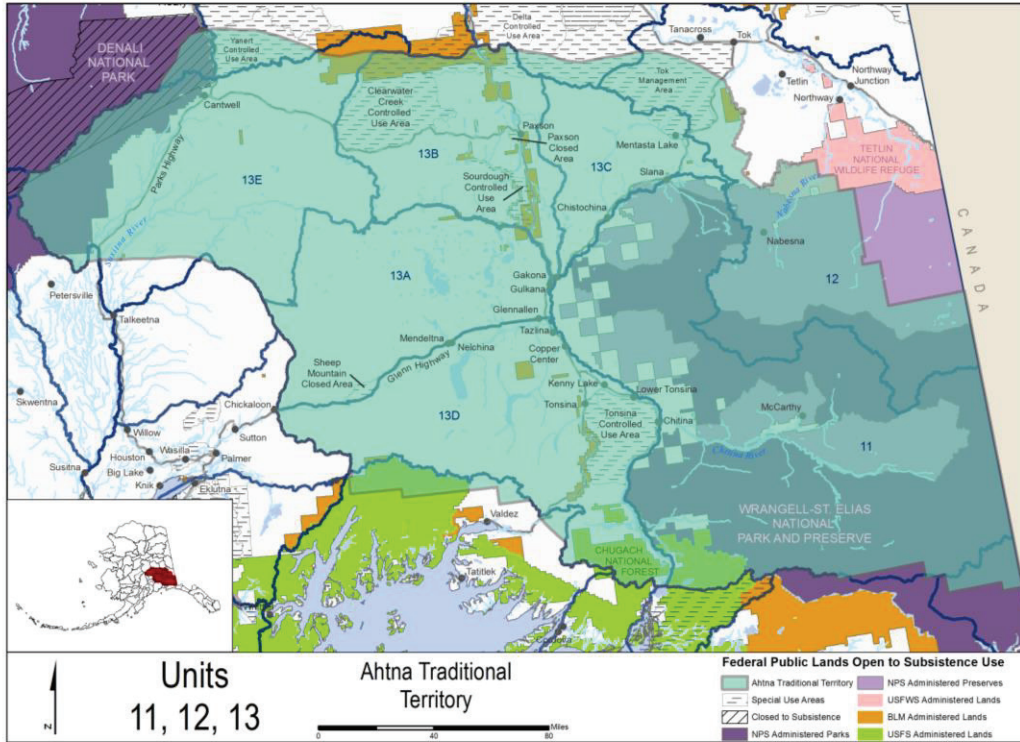 Delta
Controlled
Use Area
Tanacross
Tok
DENALI
NATIONAL
PARK
Yanert
Controlled
Use Area
Northway
Junction
Tetlin
Tok
Management
Area
Northway
Cantwell
Clearwater
Creek
Controlled
Use Area
Paxson
Paxson
Closed
Area
13B
13C
Mentasta Lake
TETLIN
NATIONAL
WILDLIFE REFUGE
Parks Highway
13E
Sourdough
Controlled
Use
Area
Slana
Chistochina
Nabesna River
Susitna River
Nabesna
CANADA
13A
12
Gakona
Gulkana
Petersville
Talkeetna
Glennallen
Tazlina
Mendeltna
Nelchina
Copper
Center
Sheep
Mountain
Closed Area
Glenn Highway
Kenny Lake
Lower Tonsina
Skwentna
Chickaloon
Tonsina
13D
Tonsina
Controlled
Use Area
Chitina
McCarthy
Willow
Sutton
Houston
Wasilla
Palmer
11
Big Lake
Chitina River
Susitna
Knik
Eklutna
WRANGELL-ST. ELIAS
NATIONAL
PARK AND PRESERVE
Valdez
CHUGACH
NATIONAL
FOREST
Tatitlek
Cordova
N
Units
11, 12, 13
Ahtna Traditional
Territory
Miles
0 40 80
Federal Public Lands Open to Subsistence Use
Ahtna Traditional Territory
Special Use Areas
Closed to Subsistence
NPS Administered Parks
NPS Administered Preserves
USFWS Administered Lands
BLM Administered Lands
USFS Administered Lands